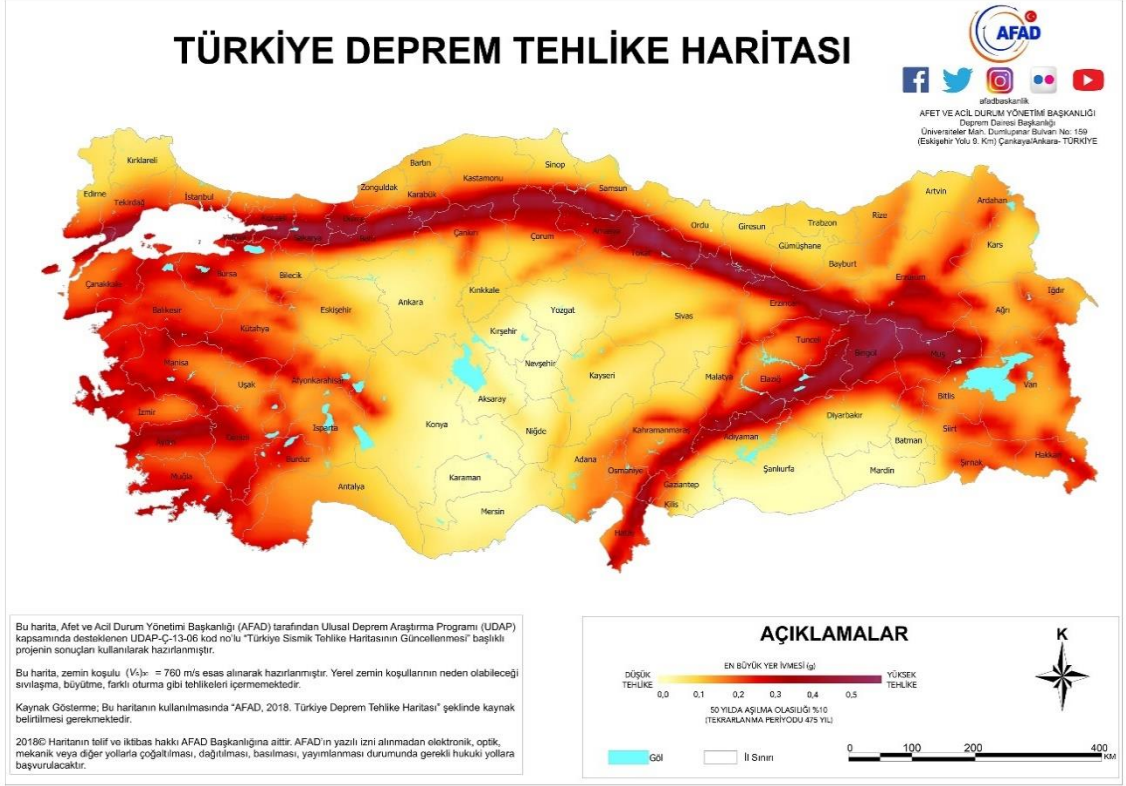 TÜRKİYE DEPREM TEHLİKE HARİTASI
AFAD
afadbaskanlik
AFET VE ACİL DURUM YÖNETİMİ BAŞKANLIĞI
Deprem Dairesi Başkanlığı
Üniversiteler Mah. Dumlupınar Bulvarı No: 159
(Eskişehir Yolu 9. Km) Çankaya/Ankara- TÜRKİYE
Kırklareli
Edirne
Tekirdağ
İstanbul
Zonguldak
Bartın
Karabük
Kastamonu
Sinop
Samsun
Ordu
Giresun
Trabzon
Rize
Artvin
Ardahan
Kars
Gümüşhane
Bayburt
Erzurum
Iğdır
Ağrı
Çankırı
Çorum
Amasya
Tokat
Sakarya
Bolu
Çanakkale
Bursa
Bilecik
Balıkesir
Kütahya
Eskişehir
Ankara
Kırıkkale
Kırşehir
Yozgat
Sivas
Erzincan
Tunceli
Bingöl
Muş
Manisa
Uşak
Afyonkarahisar
Nevşehir
Kayseri
Malatya
Elazığ
Bitlis
Van
İzmir
Aksaray
Konya
Niğde
Diyarbakır
Batman
Siirt
Aydın
Denizli
Isparta
Burdur
Kahramanmaraş
Adıyaman
Şanlıurfa
Mardin
Şırnak
Hakkari
Muğla
Antalya
Karaman
Mersin
Adana
Osmaniye
Gaziantep
Kilis
Hatay
Bu harita, Afet ve Acil Durum Yönetimi Başkanlığı (AFAD) tarafından Ulusal Deprem Araştırma Programı (UDAP)
kapsamında desteklenen UDAP-Ç-13-06 kod no'lu "Türkiye Sismik Tehlike Haritasının Güncellenmesi" başlıklı
projenin sonuçları kullanılarak hazırlanmıştır.
Bu harita, zemin koşulu = 760 m/s esas alınarak hazırlanmıştır. Yerel zemin koşullarının neden olabileceği
sıvılaşma, büyütme, farklı oturma gibi tehlikeleri içermemektedir.
Kaynak Gösterme; Bu haritanın kullanılmasında "AFAD, 2018. Türkiye Deprem Tehlike Haritası" şeklinde kaynak
belirtilmesi gerekmektedir.
2018© Haritanın telif ve iktibas hakkı AFAD Başkanlığına aittir. AFAD'ın yazılı izni alınmadan elektronik, optik,
mekanik veya diğer yollarla çoğaltılması, dağıtılması, basılması, yayımlanması durumunda gerekli hukuki yollara
başvurulacaktır.
AÇIKLAMALAR
EN BÜYÜK YER İVMESİ (g)
DÜŞÜK TEHLİKE
YÜKSEK TEHLİKE
0,0 0,1 0,2 0,3 0,4 0,5
50 YILDA AŞILMA OLASILIĞI %10
(TEKRARLANMA PERİYODU 475 YIL)
Göl
İl Sınırı
K
0 100 200 400
KM